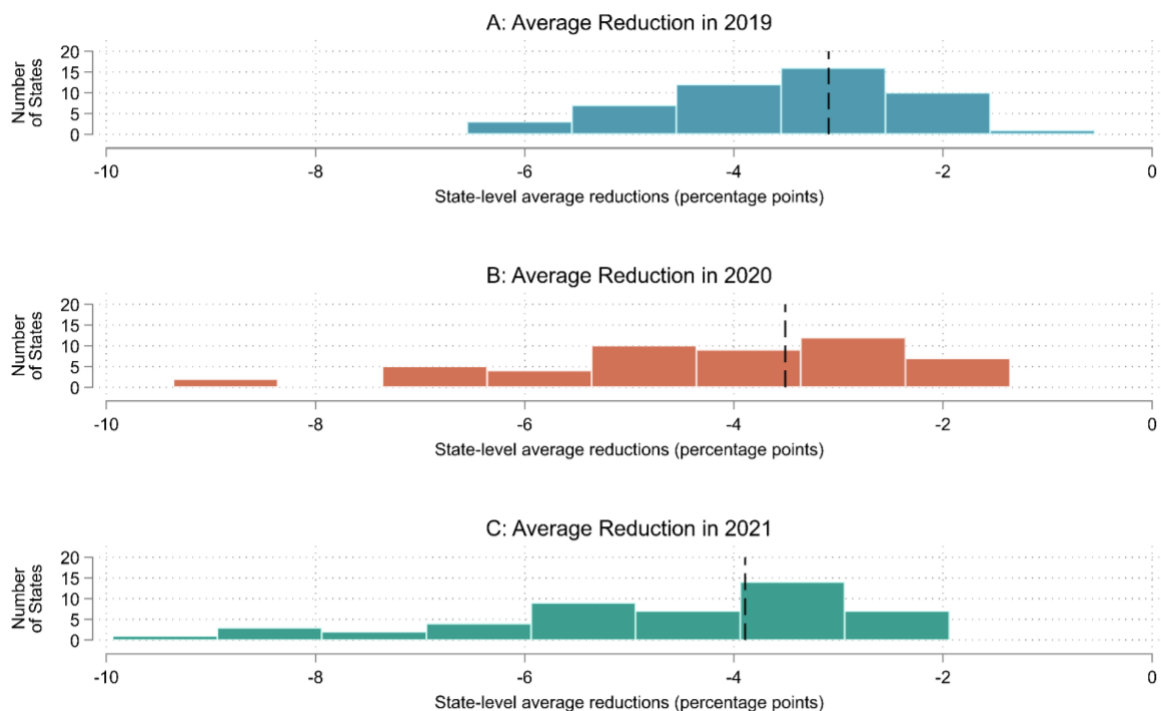 A: Average Reduction in 2019
Number
of States
20
15
10
5
0
-10 -8 -6 -4 -2 0
State-level average reductions (percentage points)
B: Average Reduction in 2020
Number
of States
20
15
10
5
0
-10 -8 -6 -4 -2 0
State-level average reductions (percentage points)
C: Average Reduction in 2021
Number
of States
20
15
10
5
0
-10 -8 -6 -4 -2 0
State-level average reductions (percentage points)